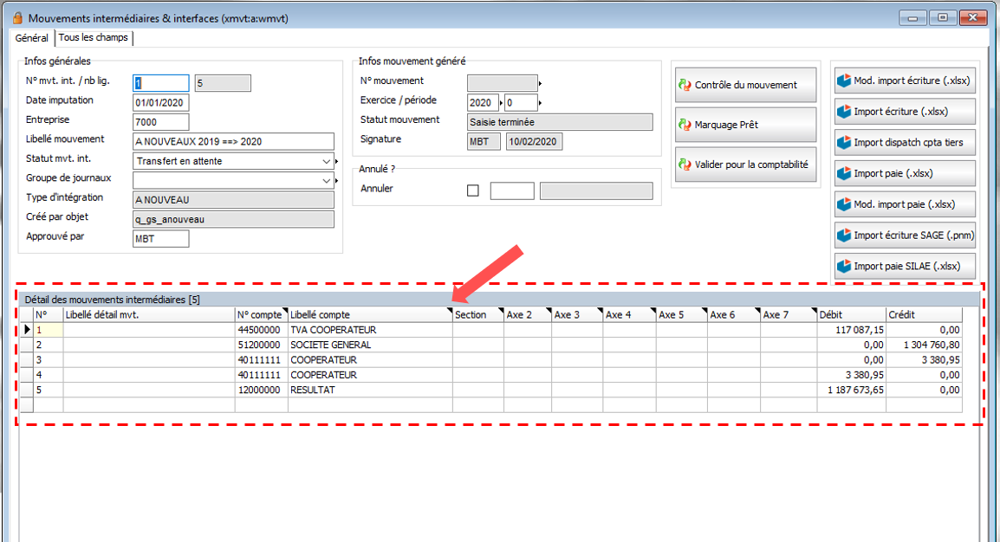 Mouvements intermédiaires & interfaces (xmvt:a:wmvt)
Général Tous les champs
Infos générales
N° mvt. int. / nb lig. 1 5
Date imputation 01/01/2020
Entreprise 7000
Libellé mouvement A NOUVEAUX 2019 ==> 2020
Statut mvt. int. Transfert en attente
Groupe de journaux
Type d'intégration A NOUVEAU
Créé par objet q_gs_anouveau
Approuvé par MBT
Infos mouvement généré
N° mouvement
Exercice / période 2020 0
Statut mouvement Saisie terminée
Signature MBT 10/02/2020
Annulé ?
Annuler
Contrôle du mouvement
Marquage Prêt
Valider pour la comptabilité
Mod. import écriture (.xlsx)
Import écriture (.xlsx)
Import dispatch cpta tiers
Import paie (.xlsx)
Mod. import paie (.xlsx)
Import écriture SAGE (.pnm)
Import paie SILAE (.xlsx)
Détail des mouvements intermédiaires [5]
N° Libellé détail mvt. N° compte Libellé compte Section Axe 2 Axe 3 Axe 4 Axe 5 Axe 6 Axe 7 Débit Crédit
1 44500000 TVA COOPERATEUR 117 087,15 0,00
2 51200000 SOCIETE GENERAL 0,00 1 304 760,80
3 40111111 COOPERATEUR 0,00 3 380,95
4 40111111 COOPERATEUR 3 380,95 0,00
5 12000000 RESULTAT 1 187 673,65 0,00